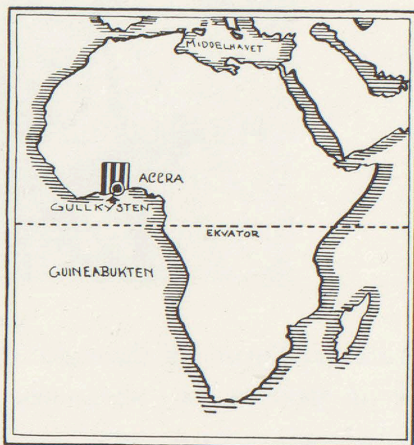 MIDDELHAVET
ACCRA
GULLKYSTEN
EKVATOR
GUINEABUKTEN